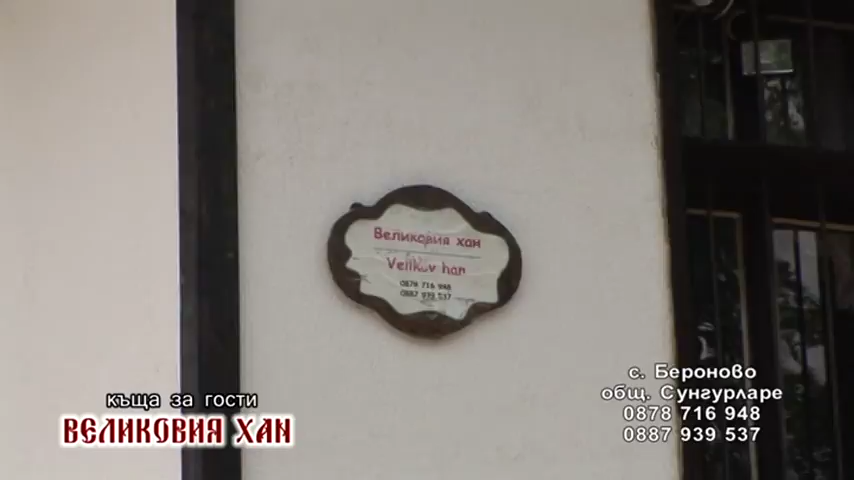 Великовия хан
Velikov han
0878 716 948
0887 939 537
къща за гости
ВЕЛИКОВИЯ ХАН
с. Бероново
общ. Сунгурларе
0878 716 948
0887 939 537